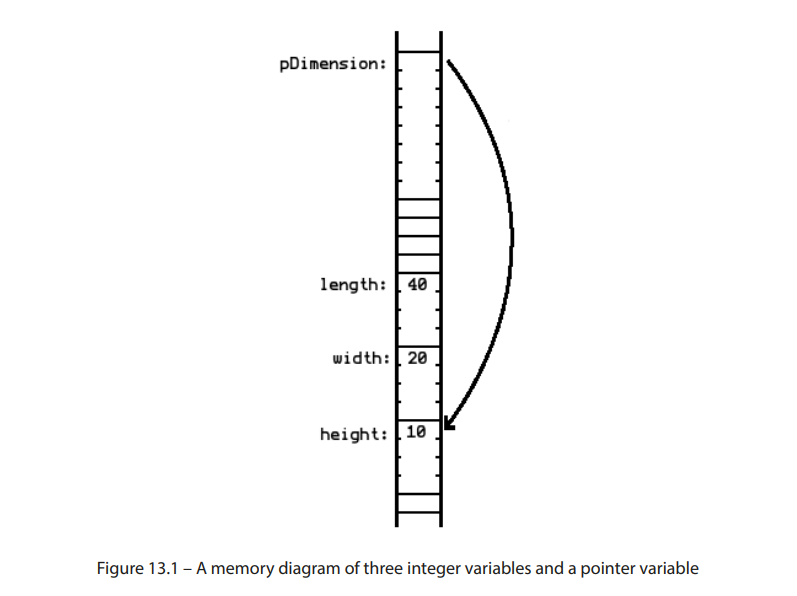 pDimension:
length: 40
width: 20
height: 10
Figure 13.1 – A memory diagram of three integer variables and a pointer variable